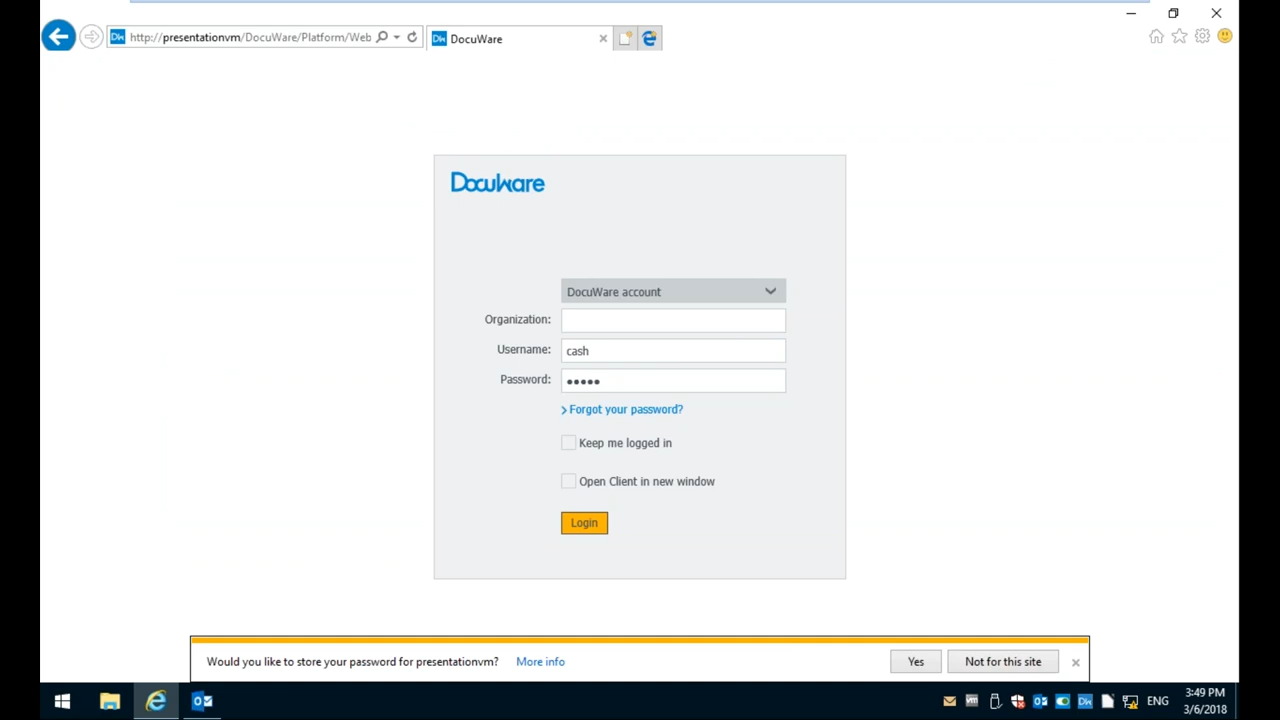 http://presentationvm/DocuWare/Platform/Web
DocuWare
DocuWare
DocuWare account
Organization:
Username: cash
Password: •••••
Forgot your password?
Keep me logged in
Open Client in new window
Login
Would you like to store your password for presentationvm? More info Yes Not for this site
ENG
3:49 PM
3/6/2018